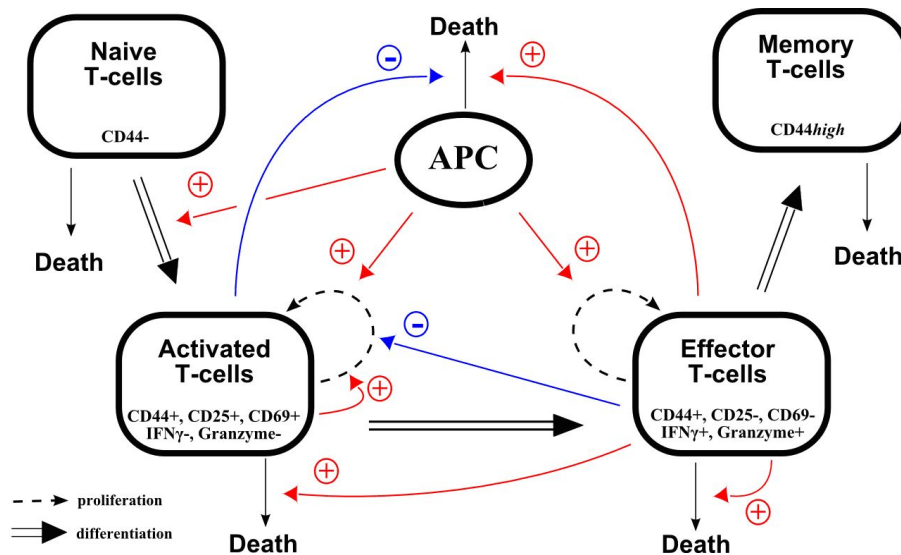 Naive
T-cells
CD44-
Death
APC
Memory
T-cells
CD44high
-
+
+
Death
Death
+
+
-
Activated
T-cells
CD44+, CD25+, CD69+
IFNγ-, Granzyme-
+
Effector
T-cells
CD44+, CD25-, CD69-
IFNγ+, Granzyme+
+
+
Death
Death
proliferation
differentiation